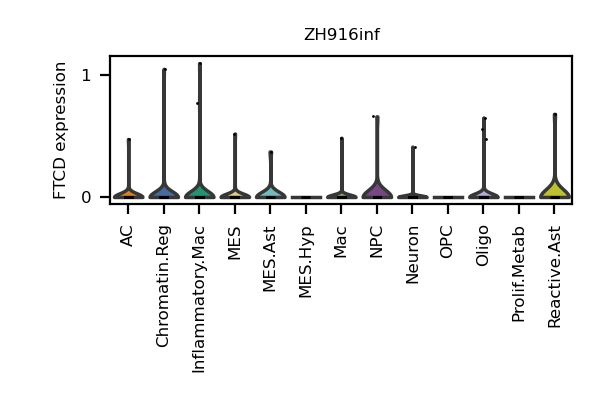 ZH916inf
FTCD expression
1
0
AC
Chromatin.Reg
Inflammatory.Mac
MES
MES.Ast
MES.Hyp
Mac
NPC
Neuron
OPC
Oligo
Prolif.Metab
Reactive.Ast